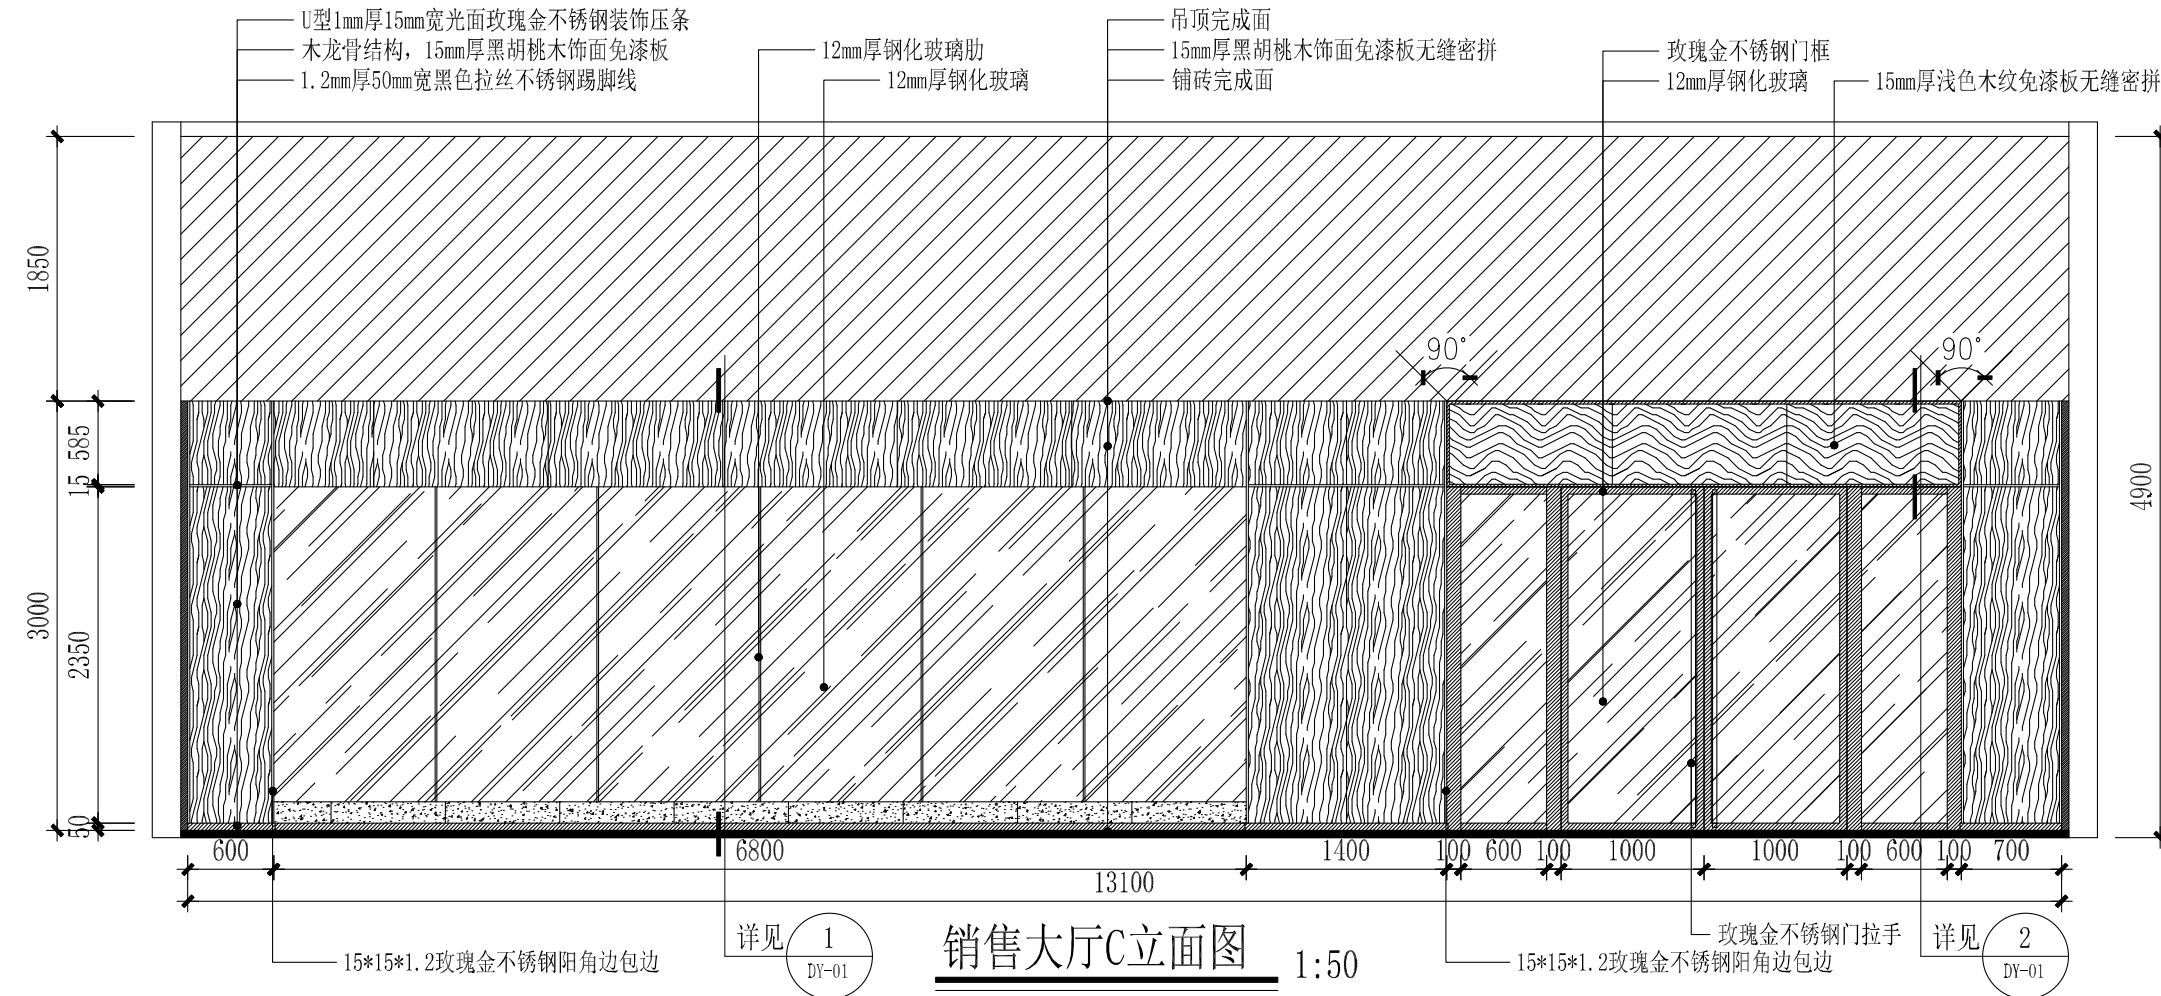 U型1mm厚15mm宽光面玫瑰金不锈钢装饰压条
木龙骨结构，15mm厚黑胡桃木饰面免漆板
1.2mm厚50mm宽黑色拉丝不锈钢踢脚线
12mm厚钢化玻璃肋
12mm厚钢化玻璃
吊顶完成面
15mm厚黑胡桃木饰面免漆板无缝密拼
铺砖完成面
玫瑰金不锈钢门框
12mm厚钢化玻璃
15mm厚浅色木纹免漆板无缝密拼
1850
3000
585
15
2350
50
4900
90°
90°
600
6800
1400
100
600
100
1000
1000
100
600
100
700
13100
详见
1
DY-01
销售大厅C立面图
1:50
玫瑰金不锈钢门拉手
详见
2
DY-01
15*15*1.2玫瑰金不锈钢阳角边包边
15*15*1.2玫瑰金不锈钢阳角边包边